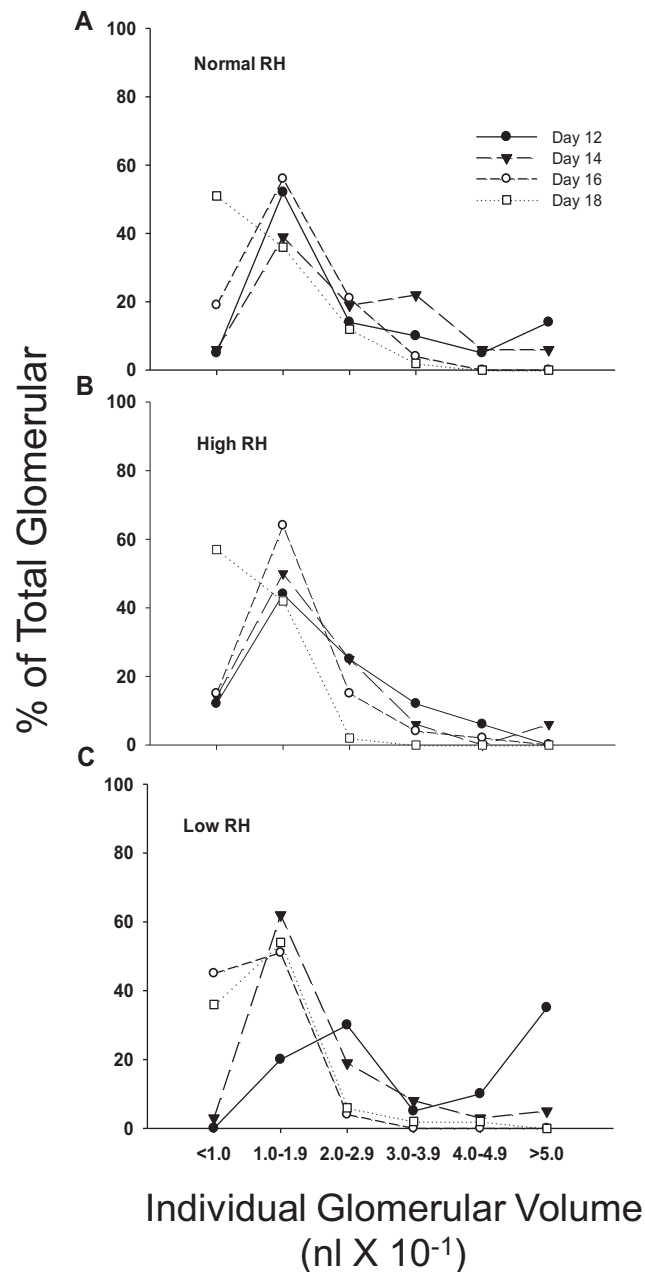 A
100
80
60
40
20
0
Normal RH
Day 12
Day 14
Day 16
Day 18
B
100
80
60
40
20
0
High RH
C
100
80
60
40
20
0
Low RH
<1.0 1.0-1.9 2.0-2.9 3.0-3.9 4.0-4.9 >5.0
% of Total Glomerular
Individual Glomerular Volume
(nl X 10⁻¹)